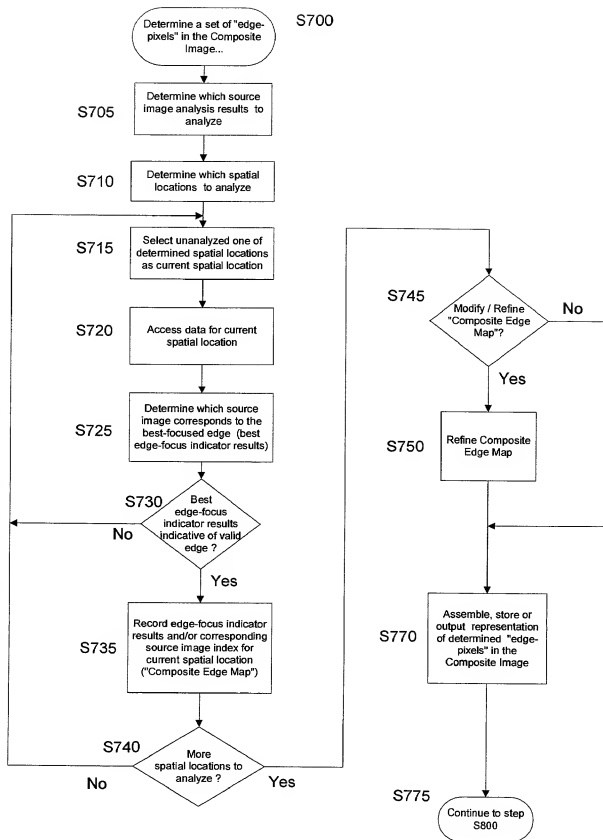 Determine a set of "edge-
pixels" in the Composite
Image...
S700
S705
Determine which source
image analysis results to
analyze
S710
Determine which spatial
locations to analyze
S715
Select unanalyzed one of
determined spatial locations
as current spatial location
S720
Access data for current
spatial location
S725
Determine which source
image corresponds to the
best-focused edge (best
edge-focus indicator results)
S730
Best
edge-focus
indicator results
indicative of valid
edge ?
No
Yes
S735
Record edge-focus indicator
results and/or corresponding
source image index for
current spatial location
("Composite Edge Map")
S740
More
spatial locations to
analyze ?
No
Yes
S745
Modify / Refine
"Composite Edge
Map"?
No
Yes
S750
Refine Composite
Edge Map
S770
Assemble, store or
output representation
of determined "edge-
pixels" in the
Composite Image
S775
Continue to step
S800